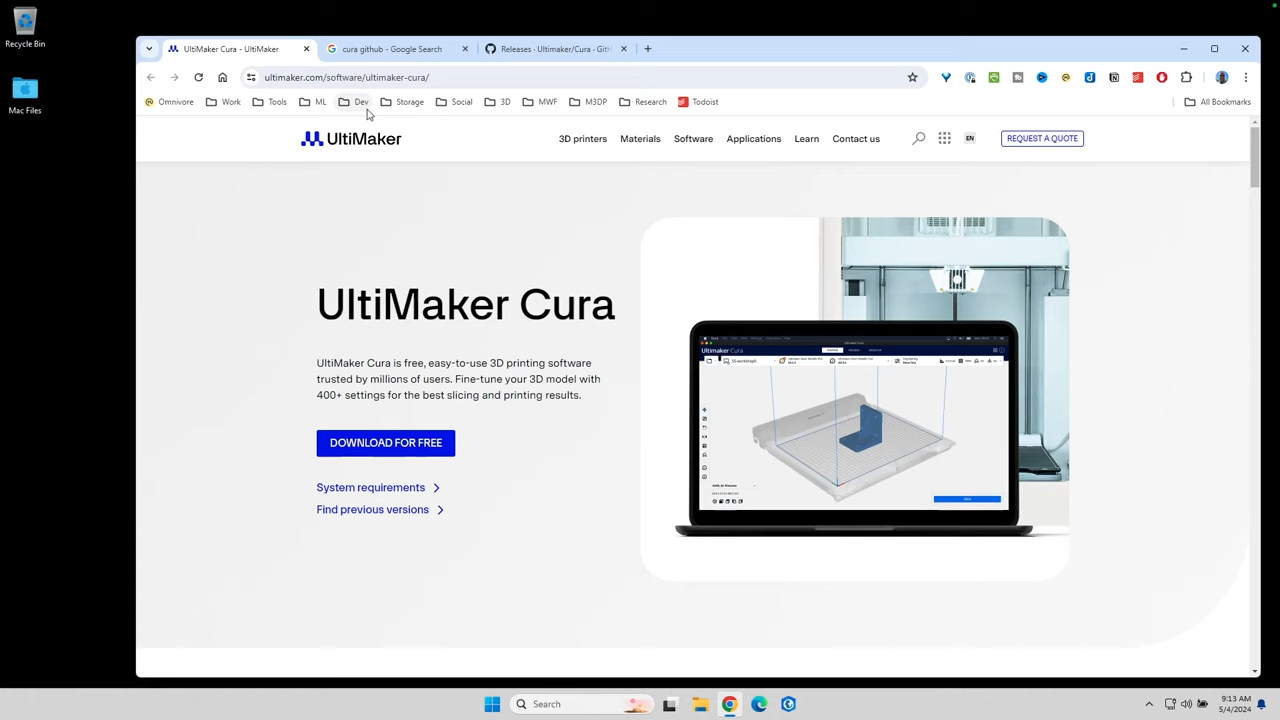 Recycle Bin
Mac Files
UltiMaker Cura - UltiMaker
cura github - Google Search
Releases · Ultimaker/Cura · GitH
ultimaker.com/software/ultimaker-cura/
Omnivore
Work
Tools
ML
Dev
Storage
Social
3D
MWF
M3DP
Research
Todoist
All Bookmarks
UltiMaker
3D printers
Materials
Software
Applications
Learn
Contact us
EN
REQUEST A QUOTE
UltiMaker Cura
UltiMaker Cura is free, easy-to-use 3D printing software
trusted by millions of users. Fine-tune your 3D model with
400+ settings for the best slicing and printing results.
DOWNLOAD FOR FREE
System requirements
Find previous versions
Ultimaker Cura
Search
9:13 AM
5/4/2024